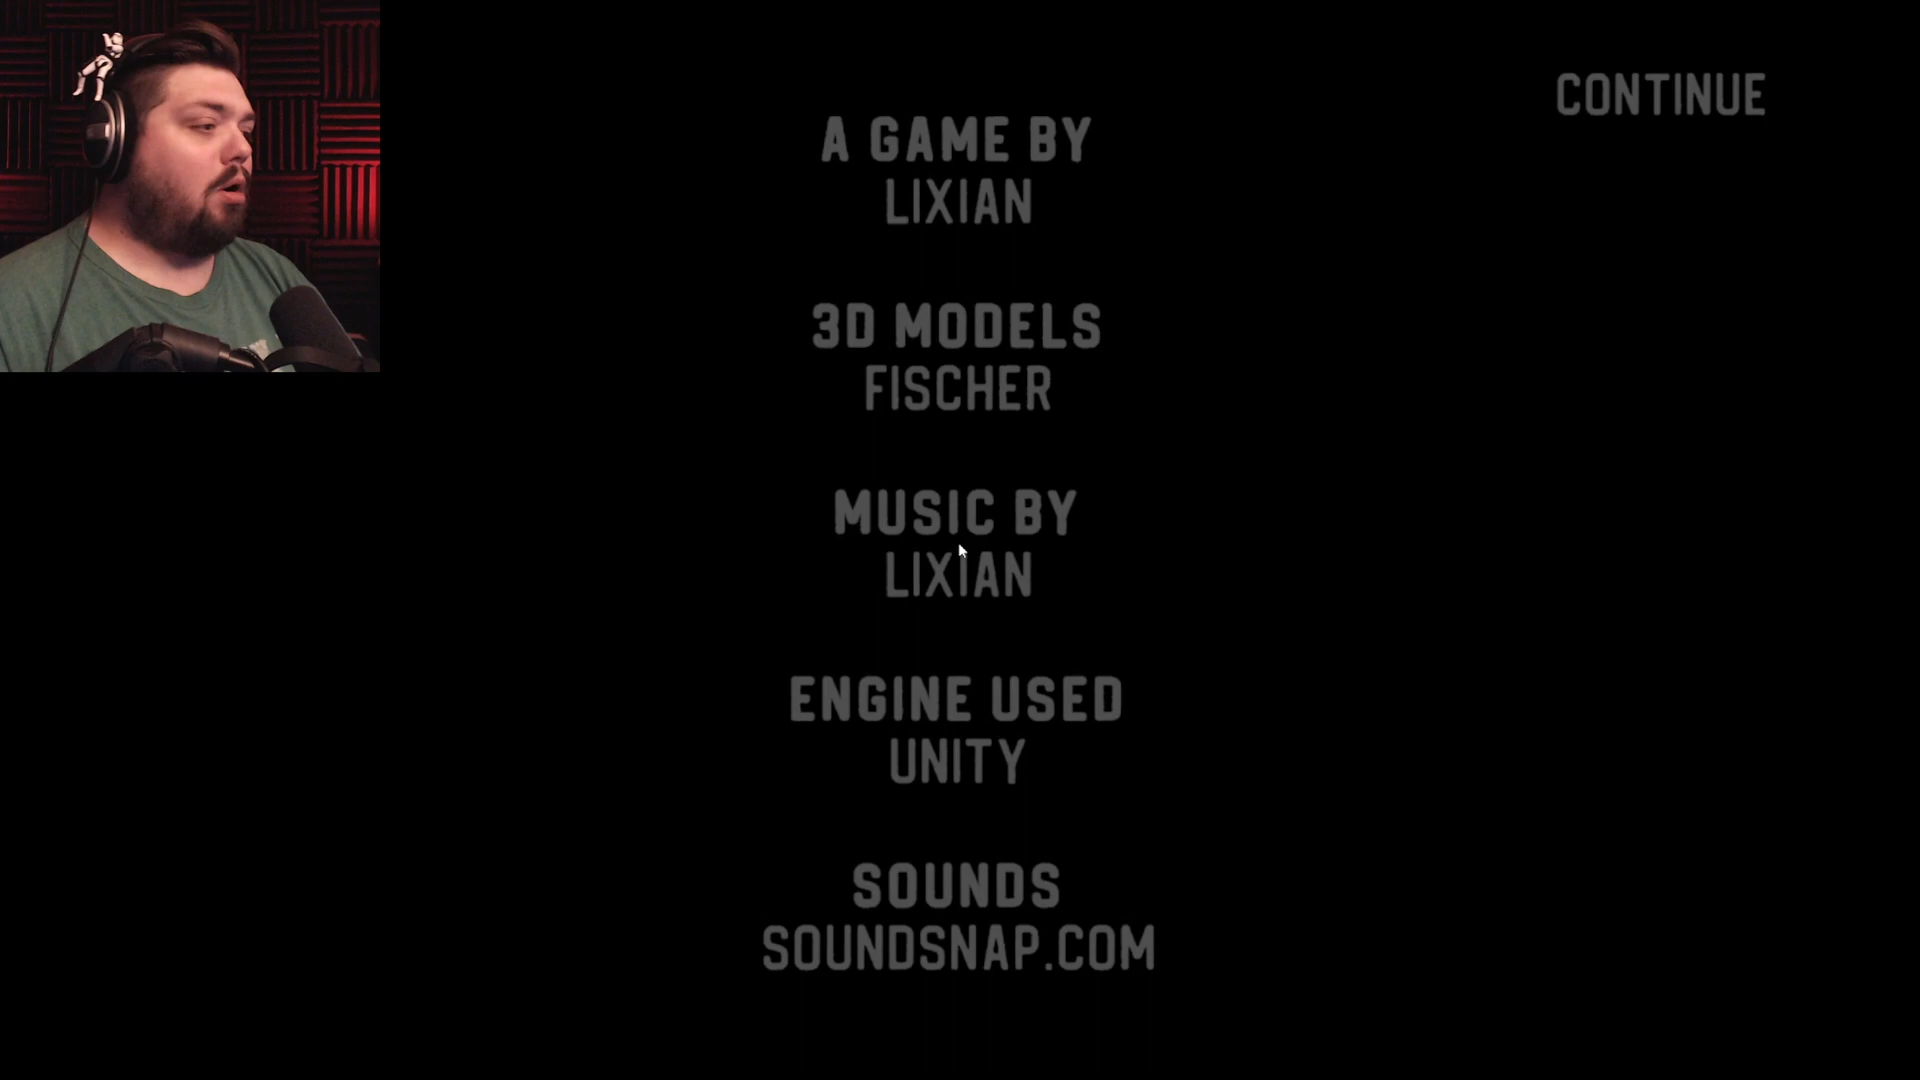 CONTINUE
A GAME BY
LIXIAN
3D MODELS
FISCHER
MUSIC BY
LIXIAN
ENGINE USED
UNITY
SOUNDS
SOUNDSNAP.COM